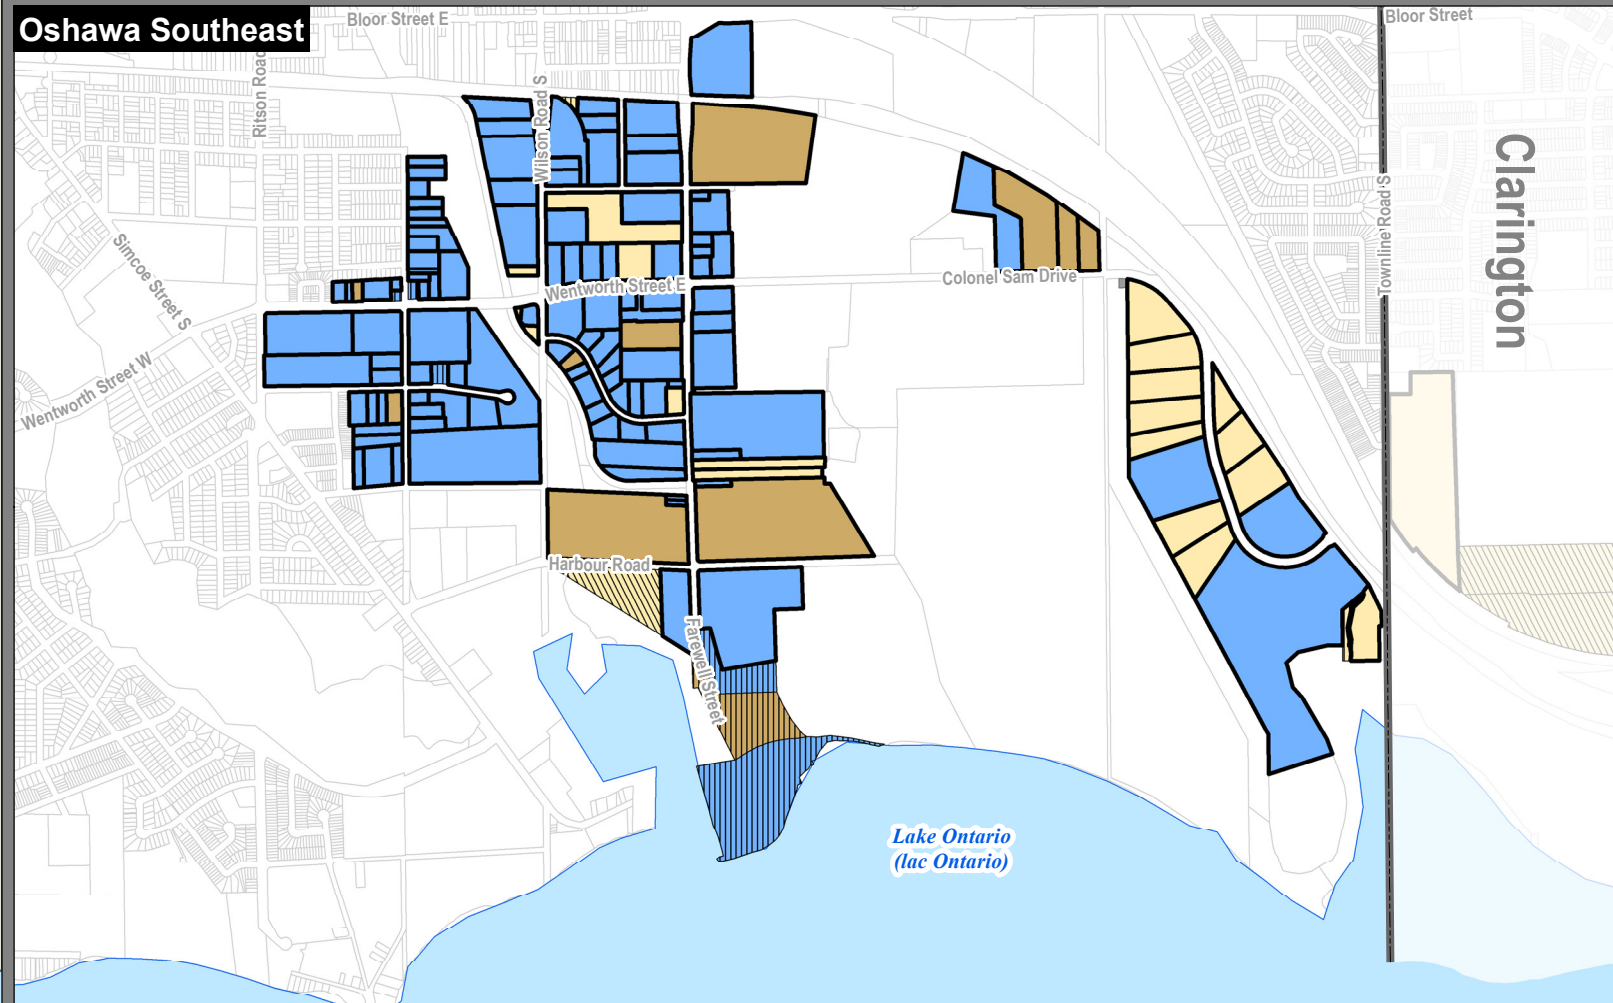 Oshawa Southeast
Bloor Street E
Bloor Street
Ritson Road
Wilson Road S
Townline Road S
Clarington
Simcoe Street S
Wentworth Street E
Colonel Sam Drive
Wentworth Street W
Harbour Road
Farewell Street
Lake Ontario
(lac Ontario)